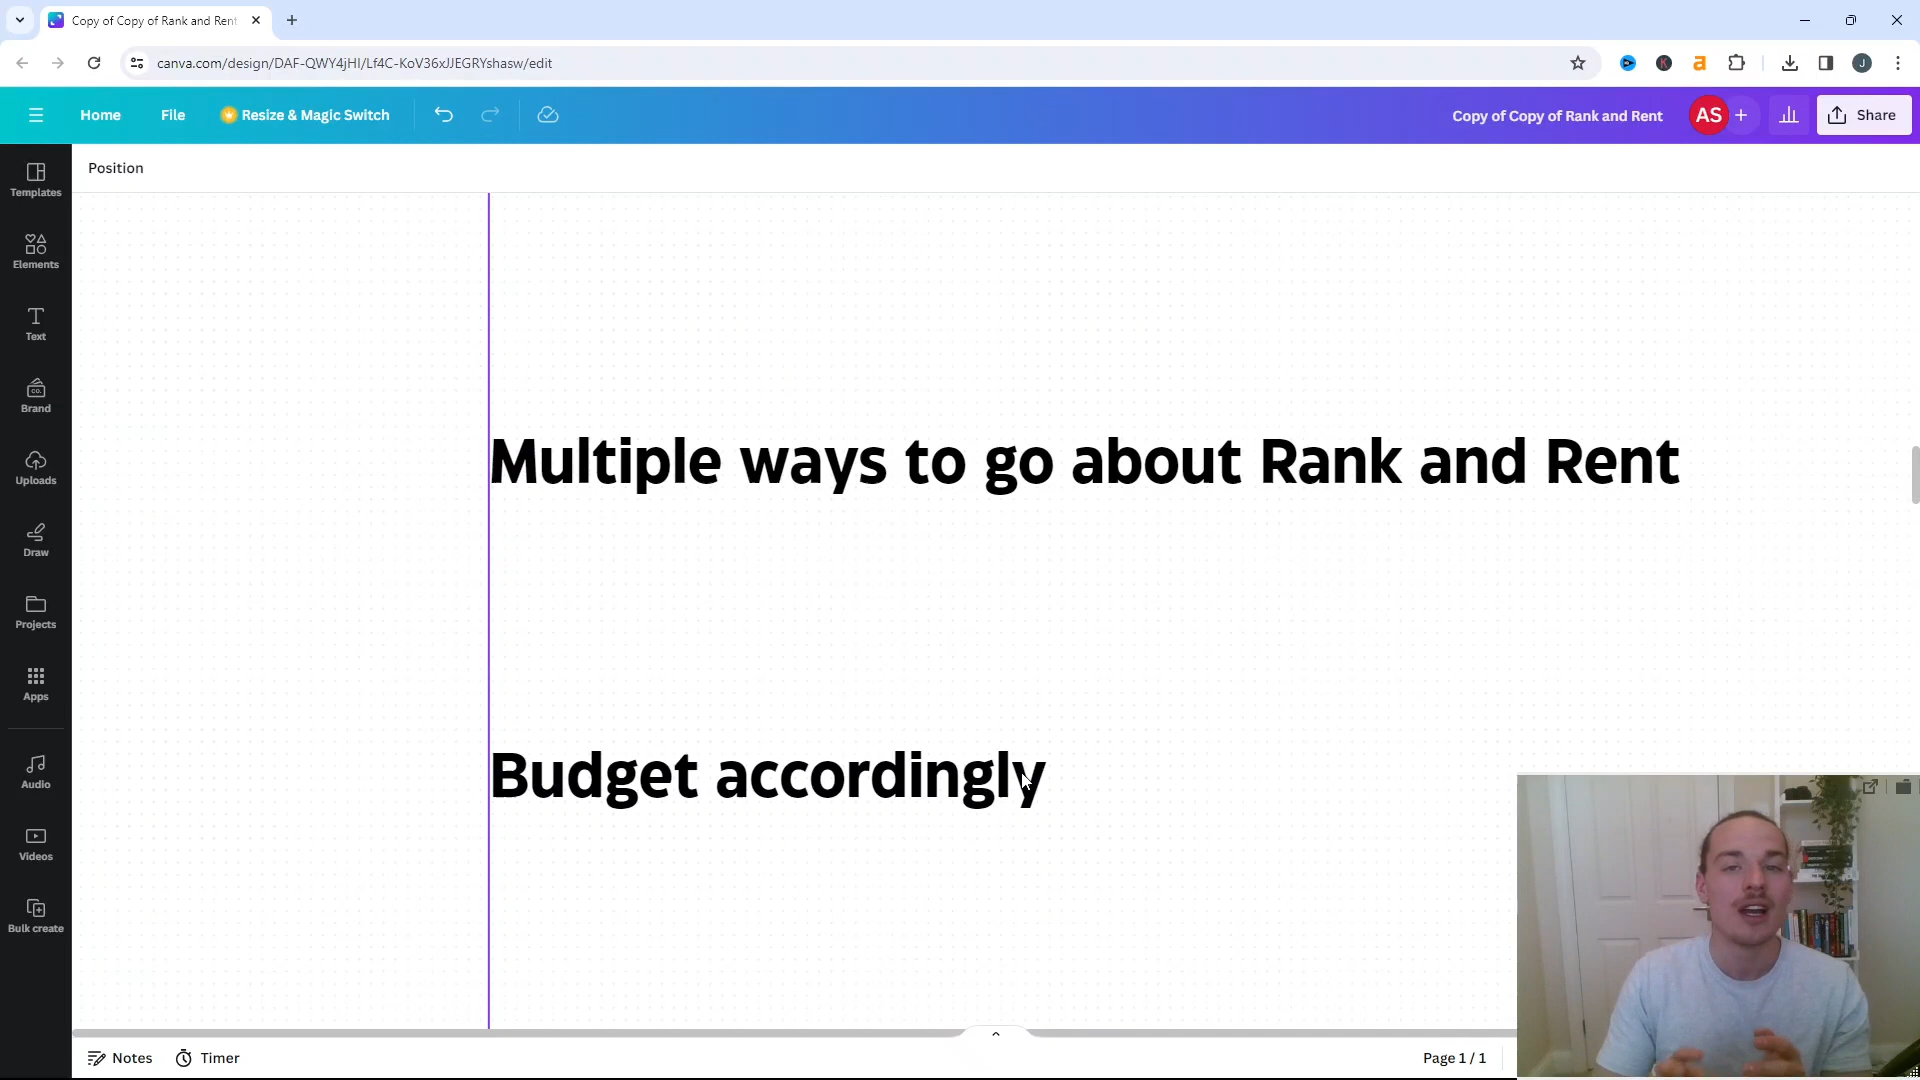 Copy of Copy of Rank and Rent
canva.com/design/DAF-QWY4jHI/Lf4C-KoV36xJJEGRYshasw/edit
J
Home File Resize & Magic Switch Copy of Copy of Rank and Rent AS Share
Position
Templates
Elements
Text
Brand
Uploads
Draw
Projects
Apps
Audio
Videos
Bulk create
Multiple ways to go about Rank and Rent
Budget accordingly
Notes Timer Page 1 / 1